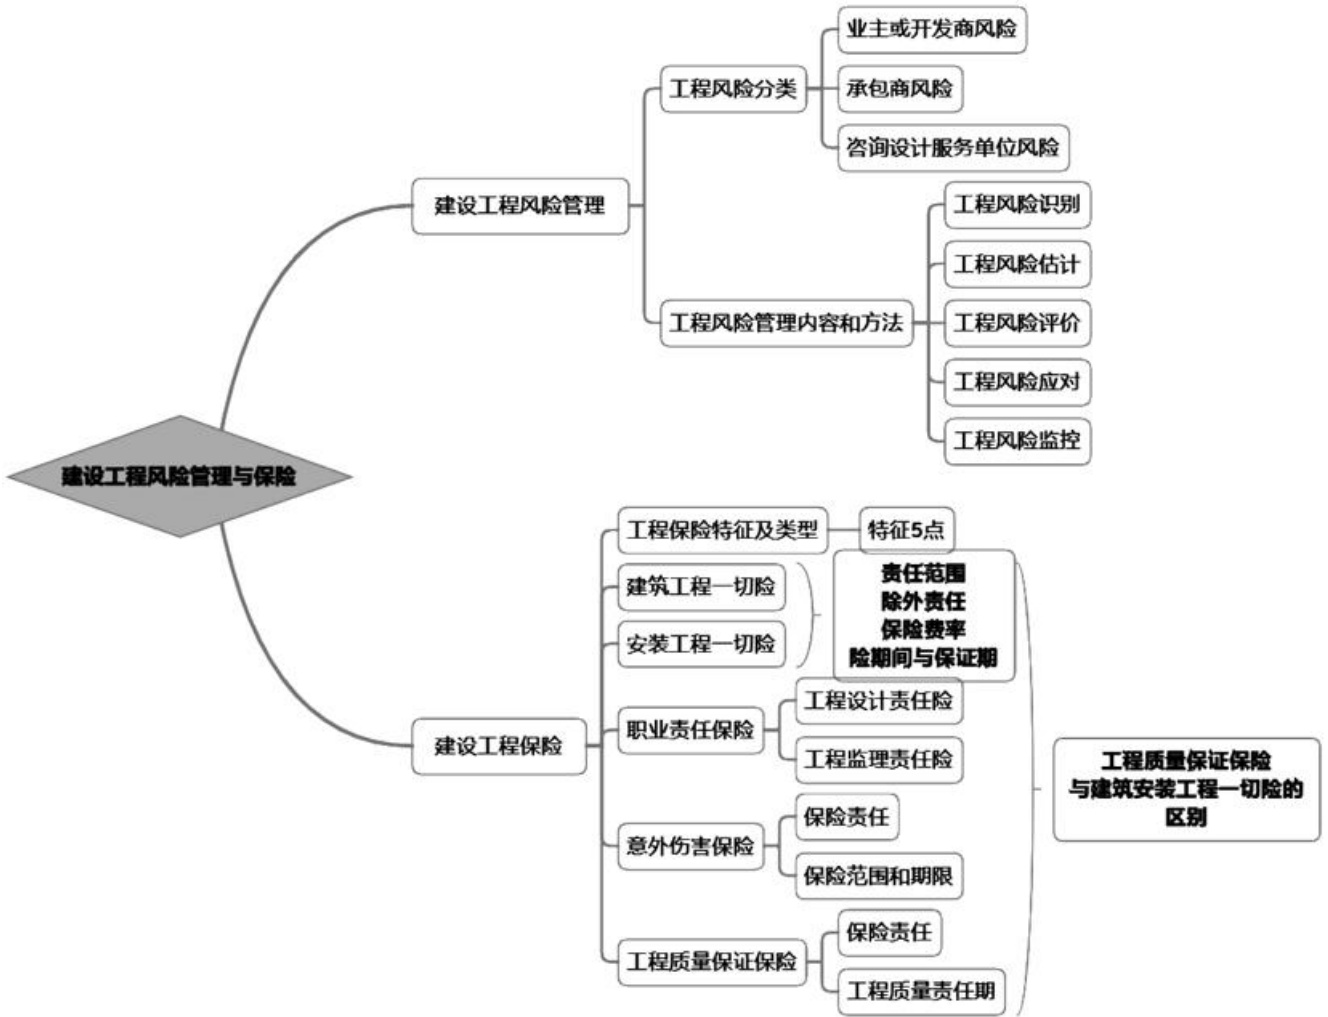 建设工程风险管理与保险
建设工程风险管理
工程风险分类
业主或开发商风险
承包商风险
咨询设计服务单位风险
工程风险管理内容和方法
工程风险识别
工程风险估计
工程风险评价
工程风险应对
工程风险监控
建设工程保险
工程保险特征及类型
特征5点
建筑工程一切险
安装工程一切险
责任范围
除外责任
保险费率
险期间与保证期
职业责任保险
工程设计责任险
工程监理责任险
意外伤害保险
保险责任
保险范围和期限
工程质量保证保险
保险责任
工程质量责任期
工程质量保证保险
与建筑安装工程一切险的
区别